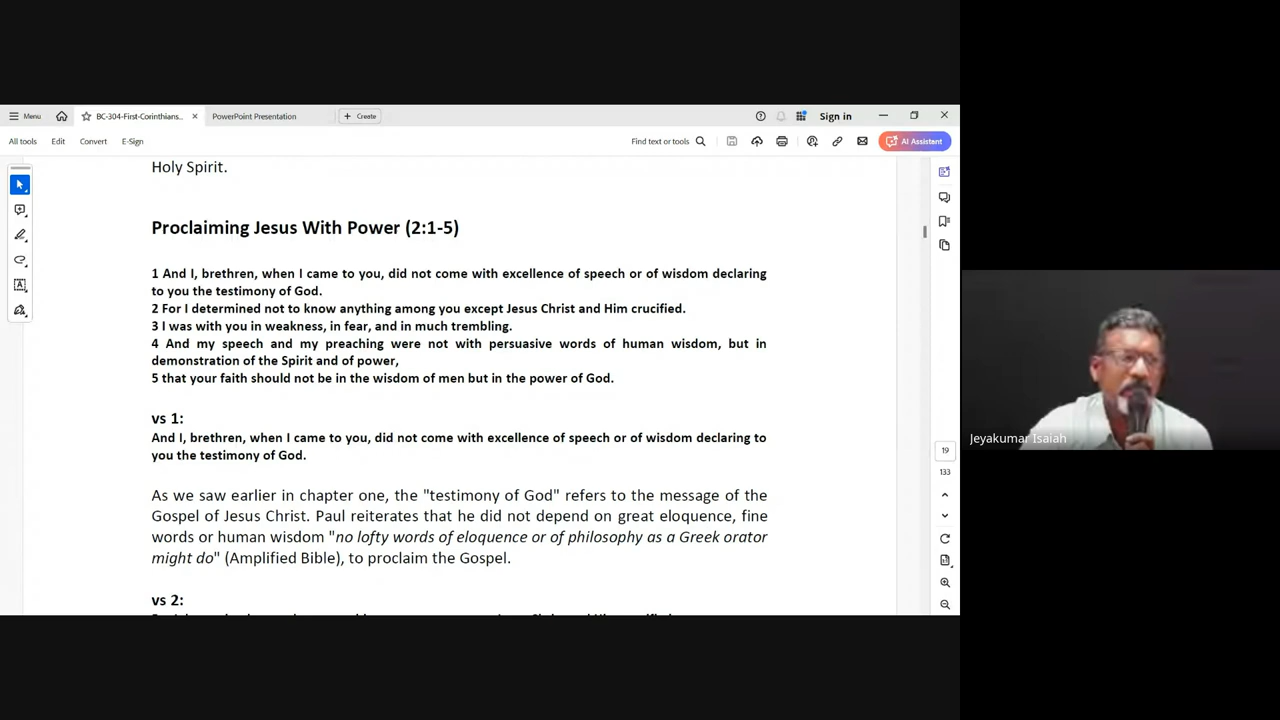 Menu
BC-304-First-Corinthians..
PowerPoint Presentation
Create
Sign in
All tools
Edit
Convert
E-Sign
Find text or tools
AI Assistant
Holy Spirit.
Proclaiming Jesus With Power (2:1-5)
1 And I, brethren, when I came to you, did not come with excellence of speech or of wisdom declaring
to you the testimony of God.
2 For I determined not to know anything among you except Jesus Christ and Him crucified.
3 I was with you in weakness, in fear, and in much trembling.
4 And my speech and my preaching were not with persuasive words of human wisdom, but in
demonstration of the Spirit and of power,
5 that your faith should not be in the wisdom of men but in the power of God.
vs 1:
And I, brethren, when I came to you, did not come with excellence of speech or of wisdom declaring to
you the testimony of God.
As we saw earlier in chapter one, the "testimony of God" refers to the message of the
Gospel of Jesus Christ. Paul reiterates that he did not depend on great eloquence, fine
words or human wisdom "no lofty words of eloquence or of philosophy as a Greek orator
might do" (Amplified Bible), to proclaim the Gospel.
vs 2:
19
133
Jeyakumar Isaiah